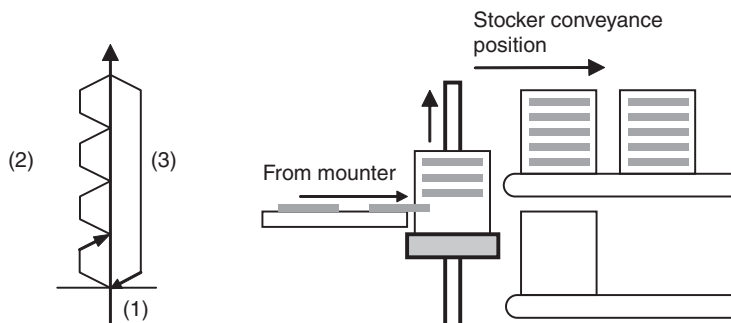 Stocker conveyance
position
(2)
(3)
From mounter
(1)